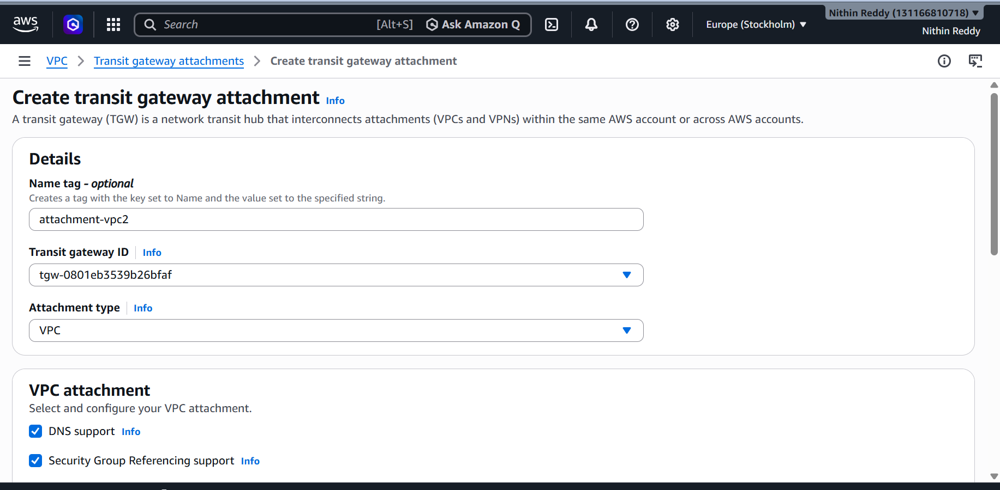 aws
Search [Alt+S] Ask Amazon Q
Europe (Stockholm)
Nithin Reddy (131166810718)
Nithin Reddy
VPC > Transit gateway attachments > Create transit gateway attachment
Create transit gateway attachment Info
A transit gateway (TGW) is a network transit hub that interconnects attachments (VPCs and VPNs) within the same AWS account or across AWS accounts.
Details
Name tag - optional
Creates a tag with the key set to Name and the value set to the specified string.
attachment-vpc2
Transit gateway ID Info
tgw-0801eb3539b26bfaf
Attachment type Info
VPC
VPC attachment
Select and configure your VPC attachment.
DNS support Info
Security Group Referencing support Info